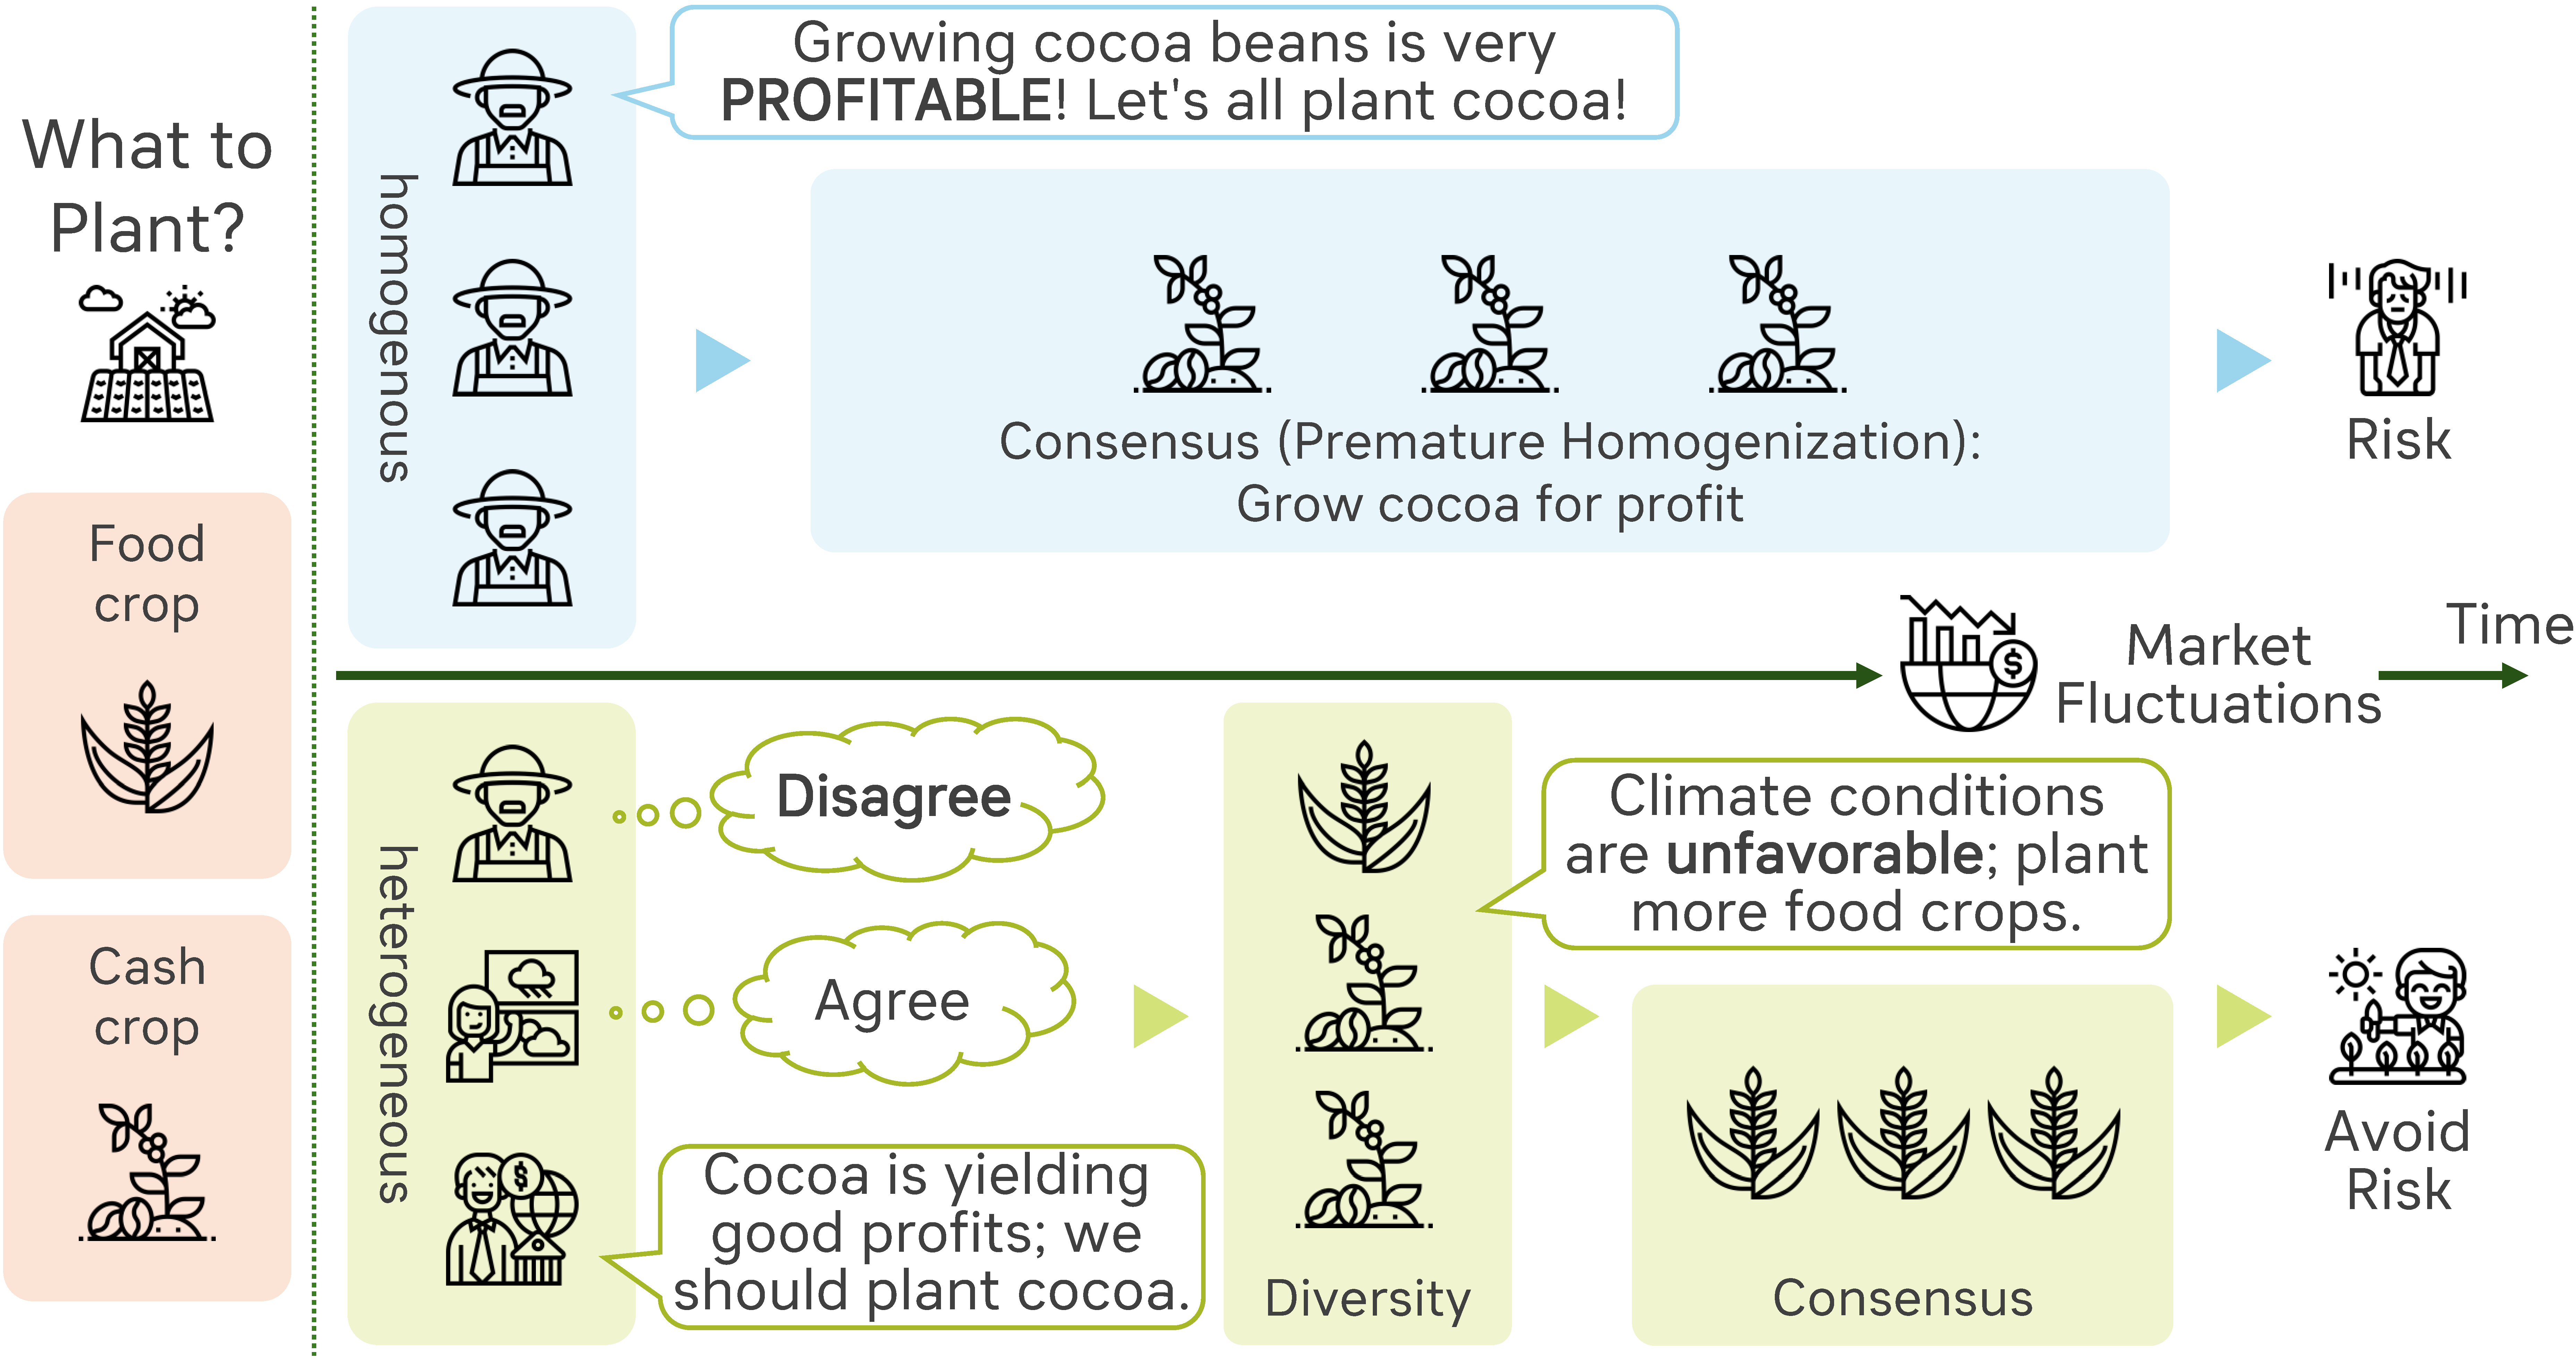 What to
Plant?
Food
crop
Cash
crop
homogenous
Growing cocoa beans is very
PROFITABLE! Let's all plant cocoa!
Consensus (Premature Homogenization):
Grow cocoa for profit
Risk
$
Market
Fluctuations
Time
heterogeneous
Disagree
Agree
$
Cocoa is yielding
good profits; we
should plant cocoa.
Diversity
Climate conditions
are unfavorable; plant
more food crops.
Consensus
Avoid
Risk